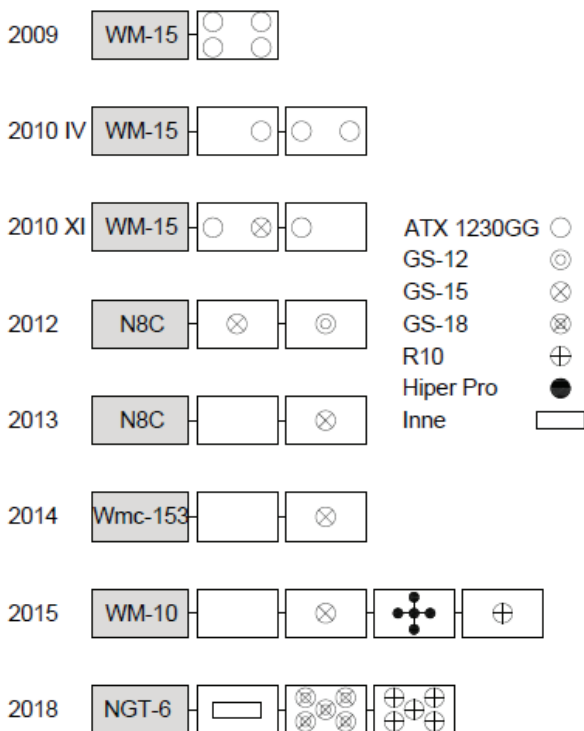 2009 WM-15
2010 IV WM-15
2010 XI WM-15
ATX 1230GG
GS-12
GS-15
2012 N8C
GS-18
R10
Hiper Pro
2013 N8C
Inne
2014 Wmc-153
2015 WM-10
2018 NGT-6